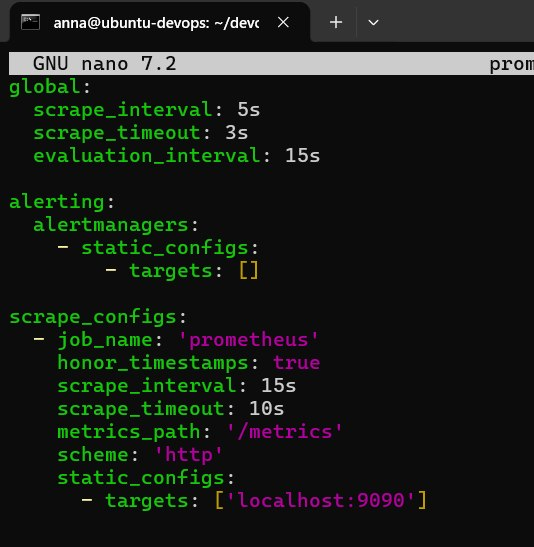 anna@ubuntu-devops: ~/devo
GNU nano 7.2 prom
global:
  scrape_interval: 5s
  scrape_timeout: 3s
  evaluation_interval: 15s

alerting:
  alertmanagers:
    - static_configs:
        - targets: []

scrape_configs:
  - job_name: 'prometheus'
    honor_timestamps: true
    scrape_interval: 15s
    scrape_timeout: 10s
    metrics_path: '/metrics'
    scheme: 'http'
    static_configs:
      - targets: ['localhost:9090']